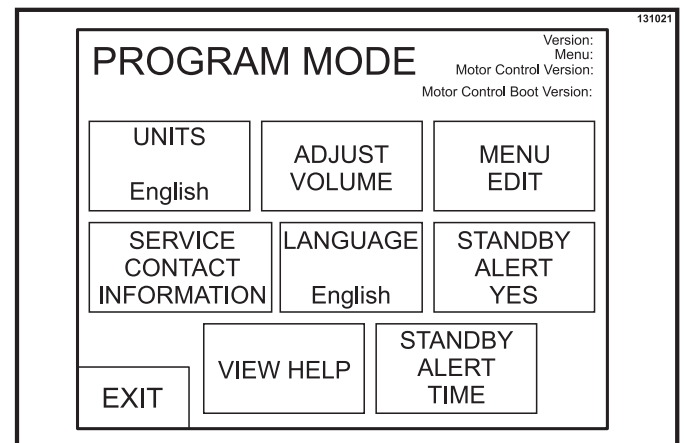 131021
PROGRAM MODE
Version:
Menu:
Motor Control Version:
Motor Control Boot Version:
UNITS
English
ADJUST
VOLUME
MENU
EDIT
SERVICE
CONTACT
INFORMATION
LANGUAGE
English
STANDBY
ALERT
YES
VIEW HELP
STANDBY
ALERT
TIME
EXIT